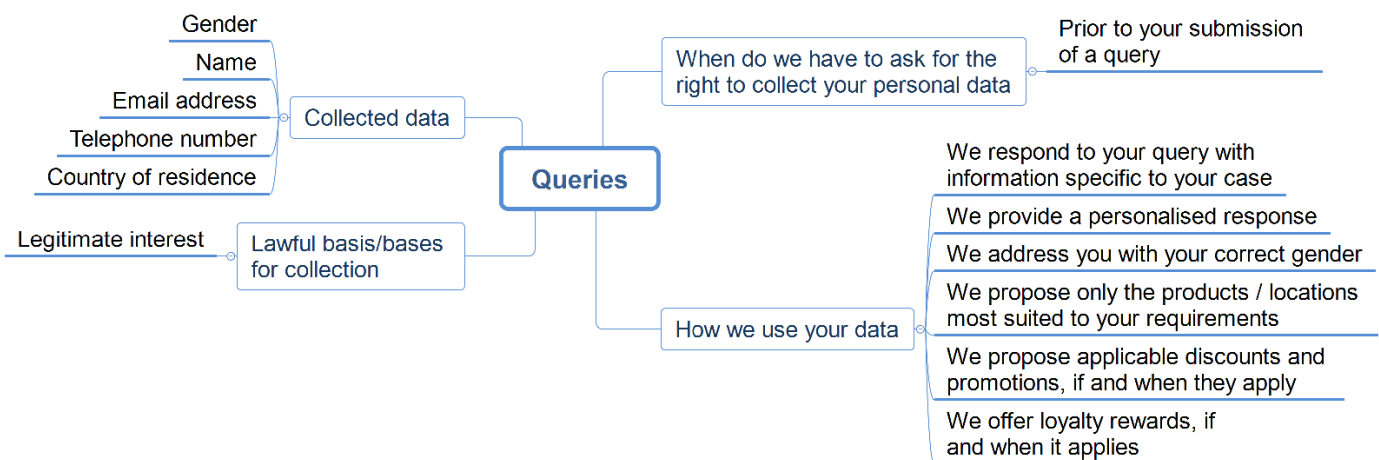 Gender
Name
Email address
Telephone number
Country of residence
Collected data
Legitimate interest
Lawful basis/bases
for collection
Queries
When do we have to ask for the
right to collect your personal data
Prior to your submission
of a query
How we use your data
We respond to your query with
information specific to your case
We provide a personalised response
We address you with your correct gender
We propose only the products / locations
most suited to your requirements
We propose applicable discounts and
promotions, if and when they apply
We offer loyalty rewards, if
and when it applies